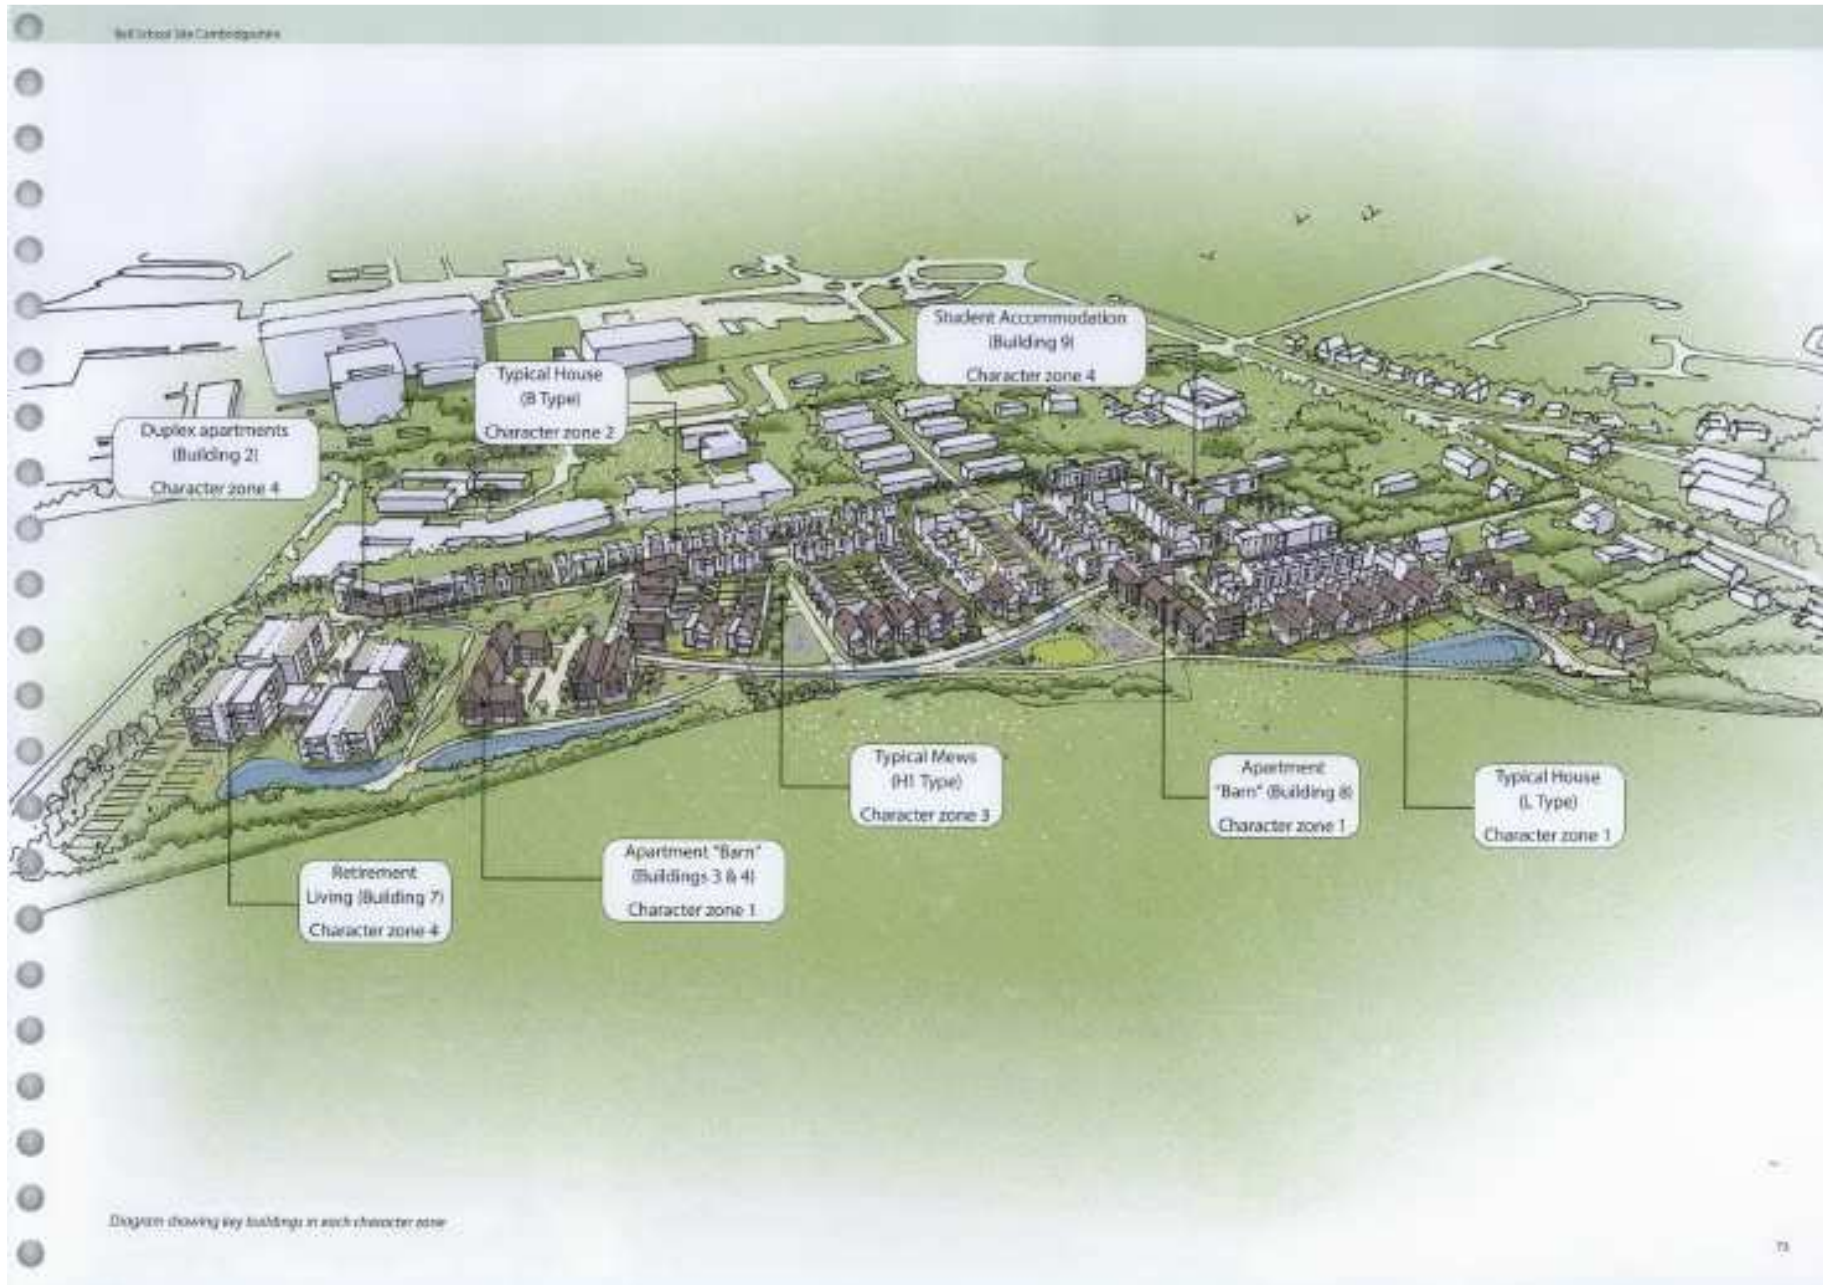 Bell School Site Cambridgeshire
Student Accommodation
(Building 9)
Character zone 4
Typical House
(B Type)
Character zone 2
Duplex apartments
(Building 2)
Character zone 4
Typical Mews
(H1 Type)
Character zone 3
Apartment
"Barn" (Building 8)
Character zone 1
Typical House
(L Type)
Character zone 1
Apartment "Barn"
(Buildings 3 & 4)
Character zone 1
Retirement
Living (Building 7)
Character zone 4
Diagram showing key buildings in each character zone
73